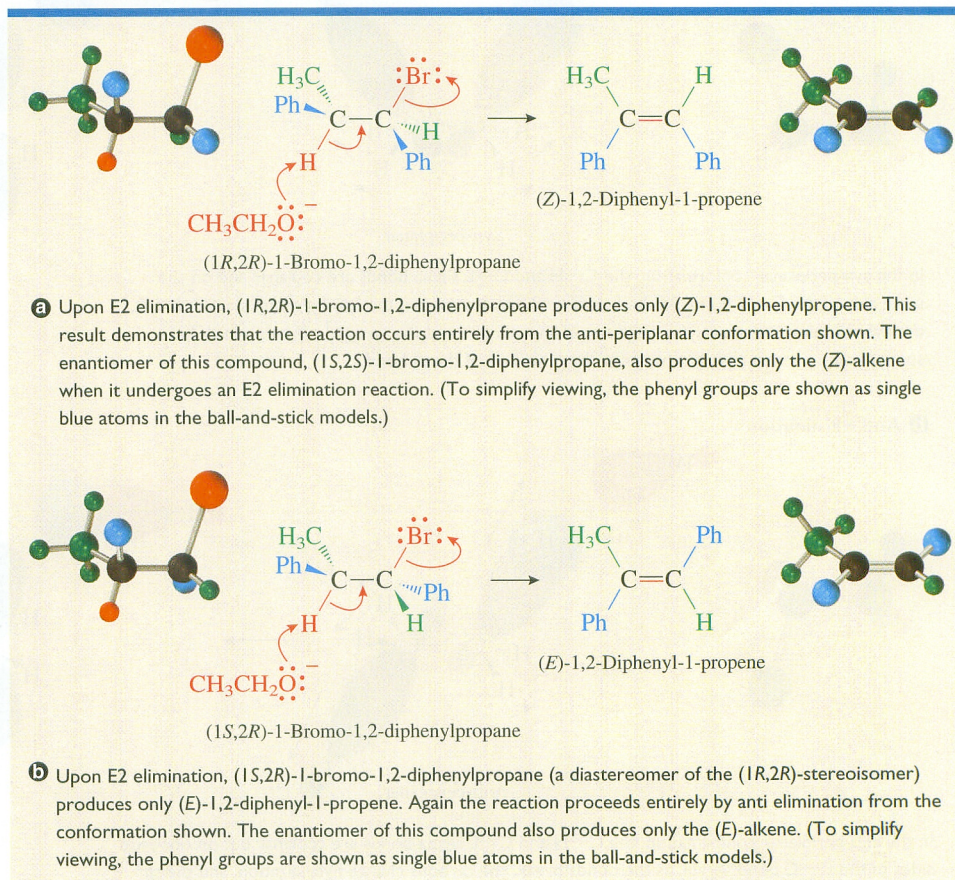 H₃C
:Br:
Ph
C—C
H
H
Ph
CH₃CH₂O:⁻
(1R,2R)-1-Bromo-1,2-diphenylpropane
H₃C
H
C=C
Ph
Ph
(Z)-1,2-Diphenyl-1-propene
a Upon E2 elimination, (1R,2R)-1-bromo-1,2-diphenylpropane produces only (Z)-1,2-diphenylpropene. This
result demonstrates that the reaction occurs entirely from the anti-periplanar conformation shown. The
enantiomer of this compound, (1S,2S)-1-bromo-1,2-diphenylpropane, also produces only the (Z)-alkene
when it undergoes an E2 elimination reaction. (To simplify viewing, the phenyl groups are shown as single
blue atoms in the ball-and-stick models.)
H₃C
:Br:
Ph
C—C
Ph
H
H
CH₃CH₂O:⁻
(1S,2R)-1-Bromo-1,2-diphenylpropane
H₃C
Ph
C=C
Ph
H
(E)-1,2-Diphenyl-1-propene
b Upon E2 elimination, (1S,2R)-1-bromo-1,2-diphenylpropane (a diastereomer of the (1R,2R)-stereoisomer)
produces only (E)-1,2-diphenyl-1-propene. Again the reaction proceeds entirely by anti elimination from the
conformation shown. The enantiomer of this compound also produces only the (E)-alkene. (To simplify
viewing, the phenyl groups are shown as single blue atoms in the ball-and-stick models.)